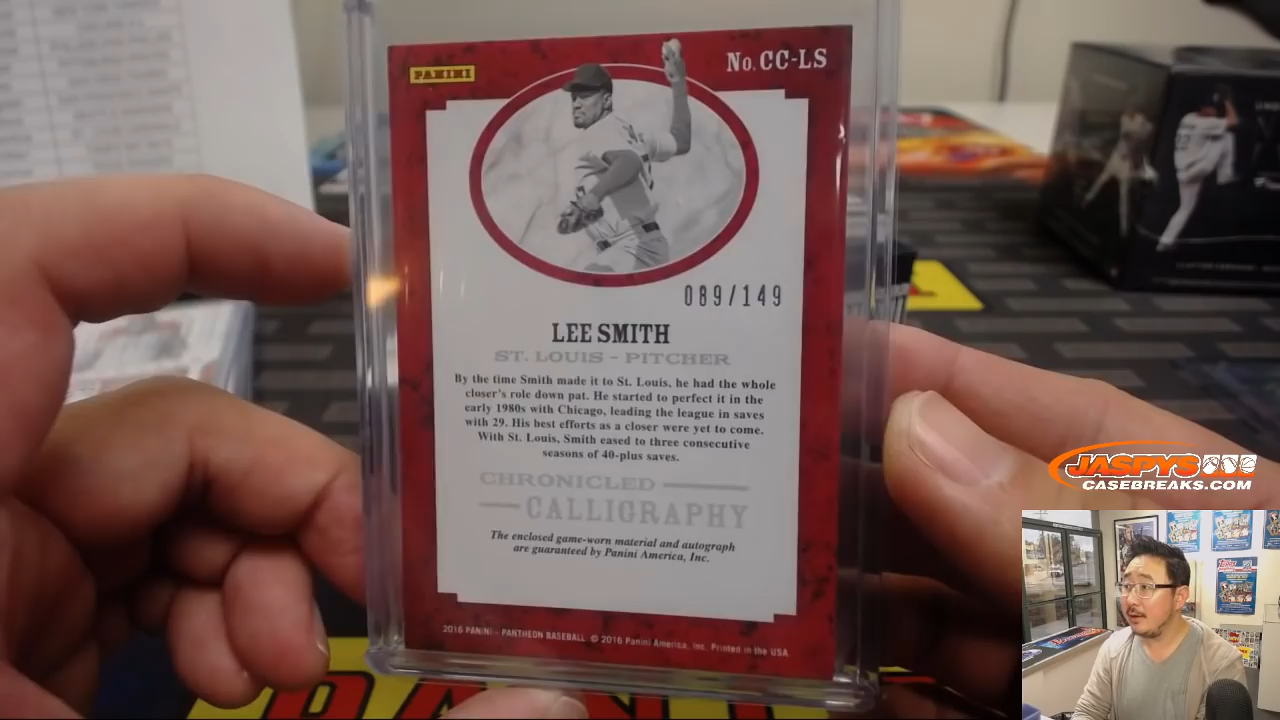 PANINI
No. CC-LS
089/149
LEE SMITH
ST. LOUIS - PITCHER
By the time Smith made it to St. Louis, he had the whole
closer's role down pat. He started to perfect it in the
early 1980s with Chicago, leading the league in saves
with 29. His best efforts as a closer were yet to come.
With St. Louis, Smith eased to three consecutive
seasons of 40-plus saves.
CHRONICLED
CALLIGRAPHY
The enclosed game-worn material and autograph
are guaranteed by Panini America, Inc.
2016 PANINI - PANTHEON BASEBALL © 2016 Panini America, Inc. Printed in the USA
JASPYS
CASEBREAKS.COM